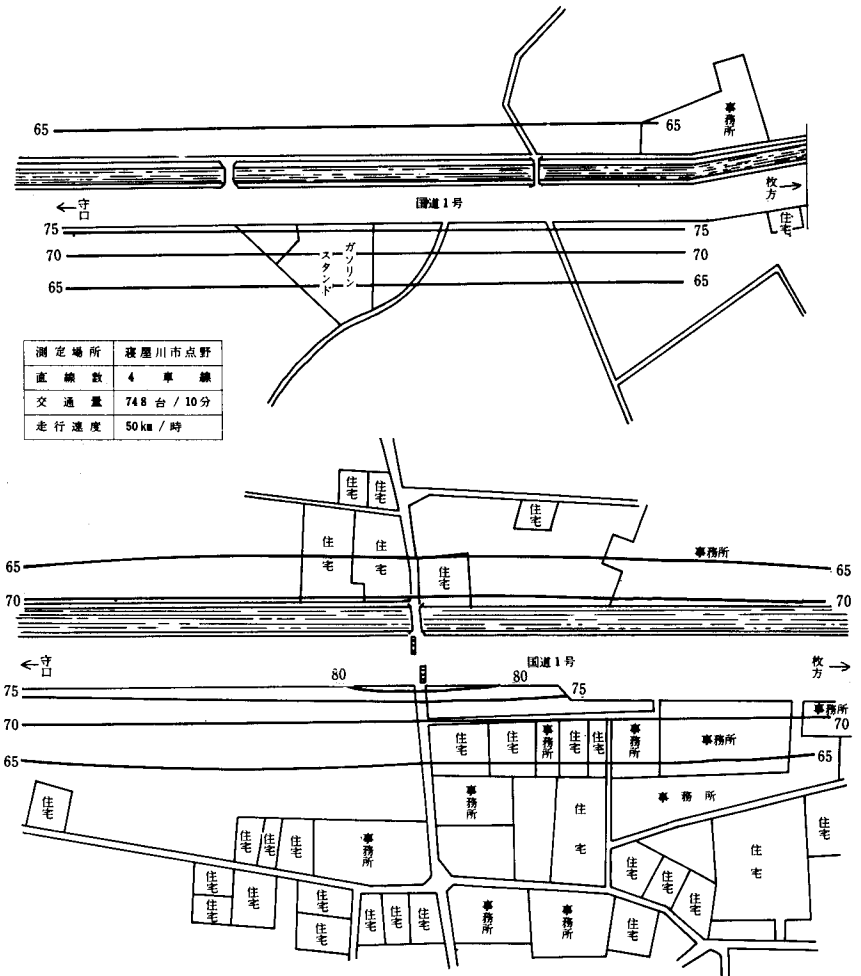 事務所
65
65
枚方
国道1号
守口
住宅
75
75
ガソリン
スタンド
70
70
65
65
測定場所 寝屋川市点野
直線数 4車線
交通量 748台/10分
走行速度 50km/時
住宅
住宅
住宅
住宅
住宅
住宅
事務所
65
65
70
70
守口
国道1号
枚方
80
80
75
75
事務所
70
70
住宅
住宅
事務所
住宅
住宅
事務所
事務所
65
65
事務所
住宅
事務所
住宅
住宅
住宅
住宅
住宅
事務所
住宅
住宅
住宅
住宅
住宅
住宅
住宅
住宅
住宅
住宅
住宅
住宅
事務所
事務所
住宅